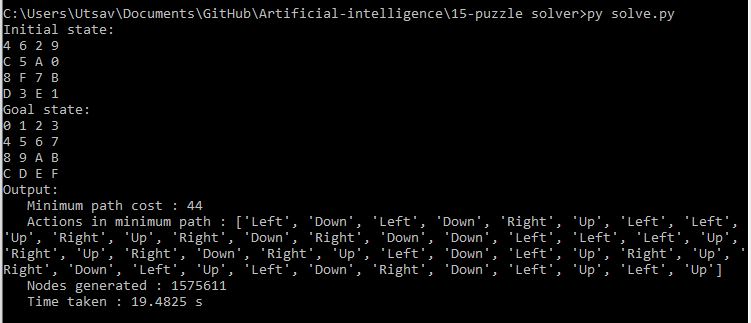 C:\Users\Utsav\Documents\GitHub\Artificial-intelligence\15-puzzle solver>py solve.py
Initial state:
4 6 2 9
C 5 A 0
8 F 7 B
D 3 E 1
Goal state:
0 1 2 3
4 5 6 7
8 9 A B
C D E F
Output:
   Minimum path cost : 44
   Actions in minimum path : ['Left', 'Down', 'Left', 'Down', 'Right', 'Up', 'Left', 'Left',
'Up', 'Right', 'Up', 'Right', 'Down', 'Right', 'Down', 'Down', 'Left', 'Left', 'Left', 'Up',
'Right', 'Up', 'Right', 'Down', 'Right', 'Up', 'Left', 'Down', 'Left', 'Up', 'Right', 'Up', '
Right', 'Down', 'Left', 'Up', 'Left', 'Down', 'Right', 'Down', 'Left', 'Up', 'Left', 'Up']
   Nodes generated : 1575611
   Time taken : 19.4825 s